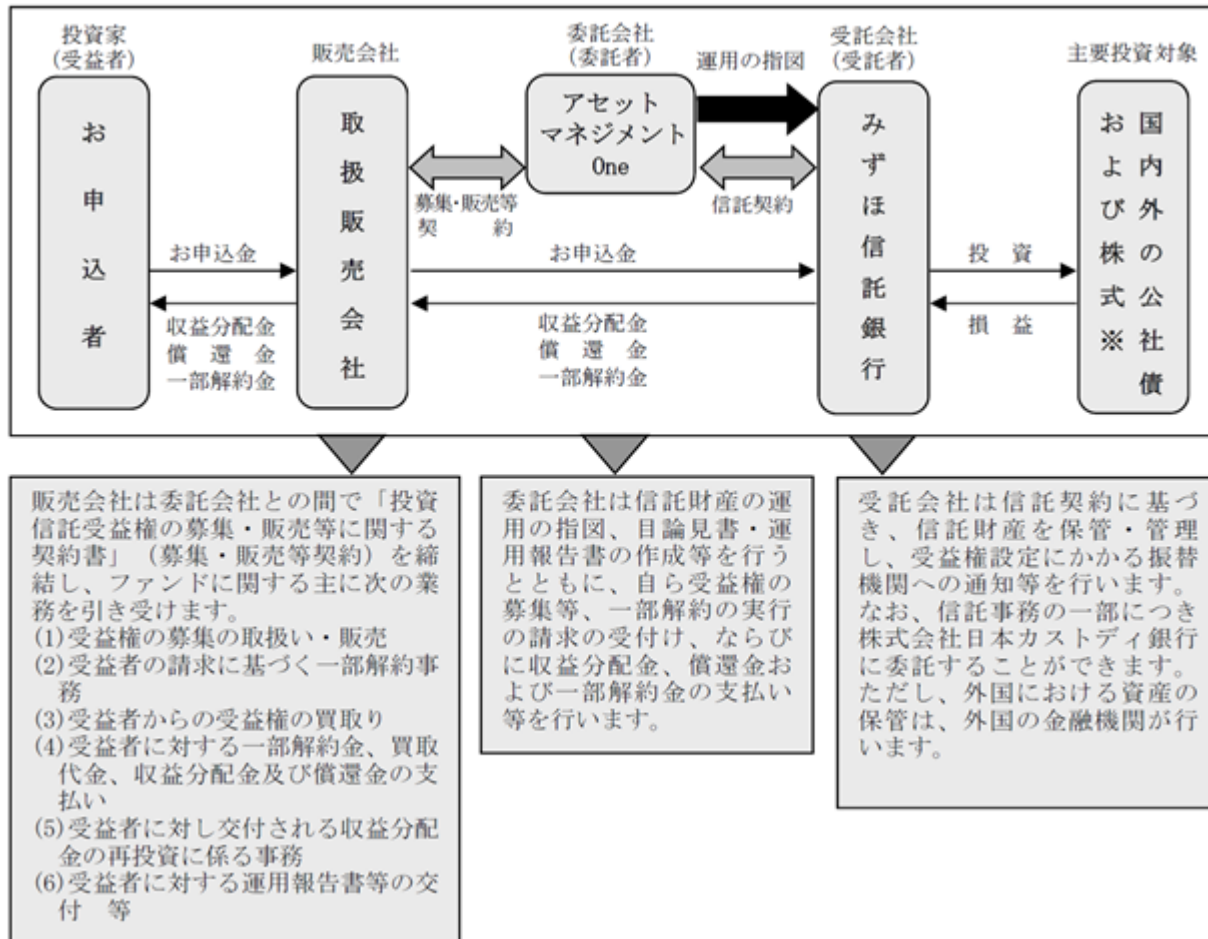 投資家
(受益者)
お申込者
販売会社
取扱販売会社
委託会社
(委託者)
アセット
マネジメント
One
運用の指図
受託会社
(受託者)
みずほ信託銀行
主要投資対象
国内外の公社債
および株式※
募集・販売等
契　　約
信託契約
お申込金
お申込金
投　資
収益分配金
償　還　金
一部解約金
収益分配金
償　還　金
一部解約金
損　益
販売会社は委託会社との間で「投資
信託受益権の募集・販売等に関する
契約書」（募集・販売等契約）を締
結し、ファンドに関する主に次の業
務を引き受けます。
(1)受益権の募集の取扱い・販売
(2)受益者の請求に基づく一部解約事
務
(3)受益者からの受益権の買取り
(4)受益者に対する一部解約金、買取
代金、収益分配金及び償還金の支
払い
(5)受益者に対し交付される収益分配
金の再投資に係る事務
(6)受益者に対する運用報告書等の交
付　等
委託会社は信託財産の運
用の指図、目論見書・運
用報告書の作成等を行う
とともに、自ら受益権の
募集等、一部解約の実行
の請求の受付け、ならび
に収益分配金、償還金お
よび一部解約金の支払い
等を行います。
受託会社は信託契約に基づ
き、信託財産を保管・管理
し、受益権設定にかかる振替
機関への通知等を行います。
なお、信託事務の一部につき
株式会社日本カストディ銀行
に委託することができます。
ただし、外国における資産の
保管は、外国の金融機関が行
います。